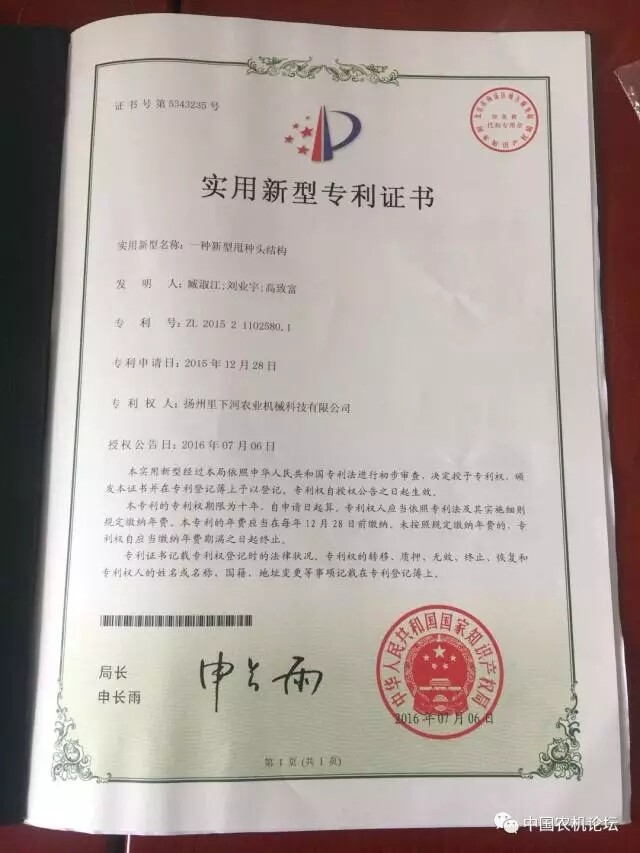 证书号第5343235号
实用新型专利证书
实用新型名称：一种新型甩种头结构
发 明 人：臧淑江;刘业宇;高致富
专 利 号：ZL 2015 2 1102580.1
专利申请日：2015年12月28日
专 利 权 人：扬州里下河农业机械科技有限公司
授权公告日：2016年07月06日
本实用新型经过本局依照中华人民共和国专利法进行初步审查，决定授予专利权，颁
发本证书并在专利登记簿上予以登记。专利权自授权公告之日起生效。
本专利的专利权期限为十年，自申请日起算。专利权人应当依照专利法及其实施细则
规定缴纳年费。本专利的年费应当在每年12月28日前缴纳。未按照规定缴纳年费的，专
利权自应当缴纳年费期满之日起终止。
专利证书记载专利权登记时的法律状况。专利权的转移、质押、无效、终止、恢复和
专利权人的姓名或名称、国籍、地址变更等事项记载在专利登记簿上。
局长
申长雨
申长雨
中华人民共和国国家知识产权局
2016年07月06日
第1页(共1页)
中国农机论坛